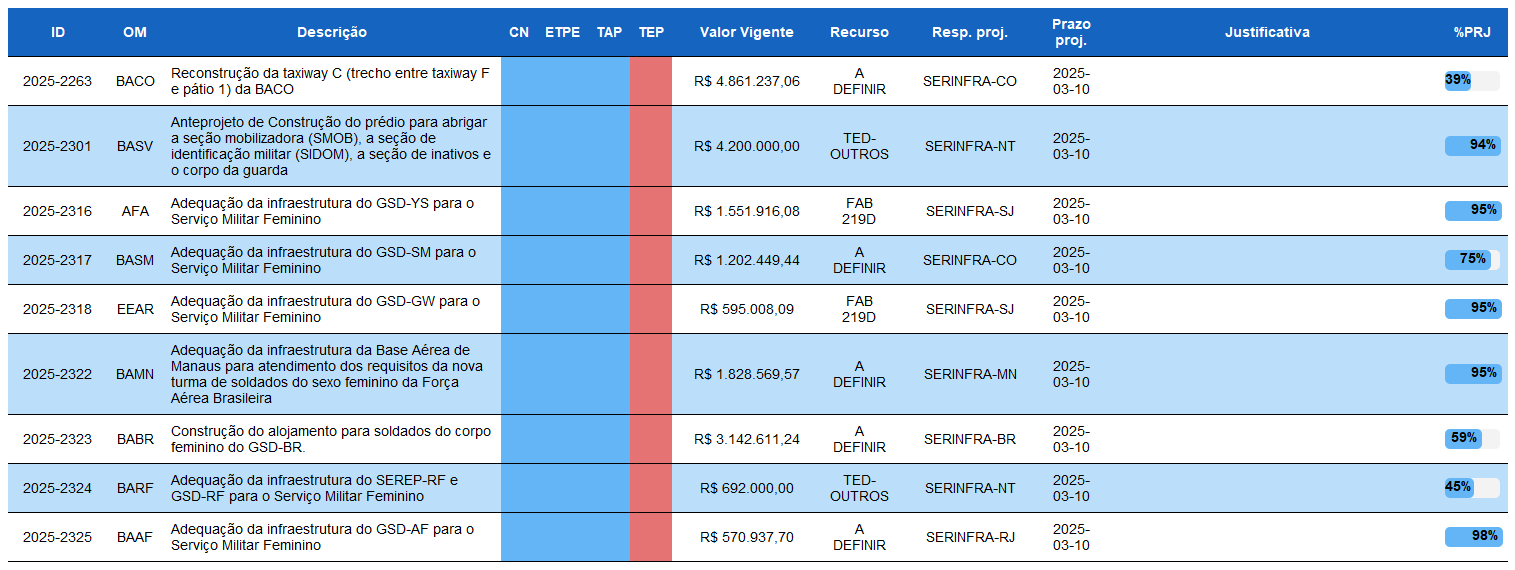 ID OM Descrição CN ETPE TAP TEP Valor Vigente Recurso Resp. proj. Prazo proj. Justificativa %PRJ
2025-2263 BACO Reconstrução da taxiway C (trecho entre taxiway F e pátio 1) da BACO R$ 4.861.237,06 A DEFINIR SERINFRA-CO 2025-03-10 39%
2025-2301 BASV Anteprojeto de Construção do prédio para abrigar a seção mobilizadora (SMOB), a seção de identificação militar (SIDOM), a seção de inativos e o corpo da guarda R$ 4.200.000,00 TED-OUTROS SERINFRA-NT 2025-03-10 94%
2025-2316 AFA Adequação da infraestrutura do GSD-YS para o Serviço Militar Feminino R$ 1.551.916,08 FAB 219D SERINFRA-SJ 2025-03-10 95%
2025-2317 BASM Adequação da infraestrutura do GSD-SM para o Serviço Militar Feminino R$ 1.202.449,44 A DEFINIR SERINFRA-CO 2025-03-10 75%
2025-2318 EEAR Adequação da infraestrutura do GSD-GW para o Serviço Militar Feminino R$ 595.008,09 FAB 219D SERINFRA-SJ 2025-03-10 95%
2025-2322 BAMN Adequação da infraestrutura da Base Aérea de Manaus para atendimento dos requisitos da nova turma de soldados do sexo feminino da Força Aérea Brasileira R$ 1.828.569,57 A DEFINIR SERINFRA-MN 2025-03-10 95%
2025-2323 BABR Construção do alojamento para soldados do corpo feminino do GSD-BR. R$ 3.142.611,24 A DEFINIR SERINFRA-BR 2025-03-10 59%
2025-2324 BARF Adequação da infraestrutura do SEREP-RF e GSD-RF para o Serviço Militar Feminino R$ 692.000,00 TED-OUTROS SERINFRA-NT 2025-03-10 45%
2025-2325 BAAF Adequação da infraestrutura do GSD-AF para o Serviço Militar Feminino R$ 570.937,70 A DEFINIR SERINFRA-RJ 2025-03-10 98%